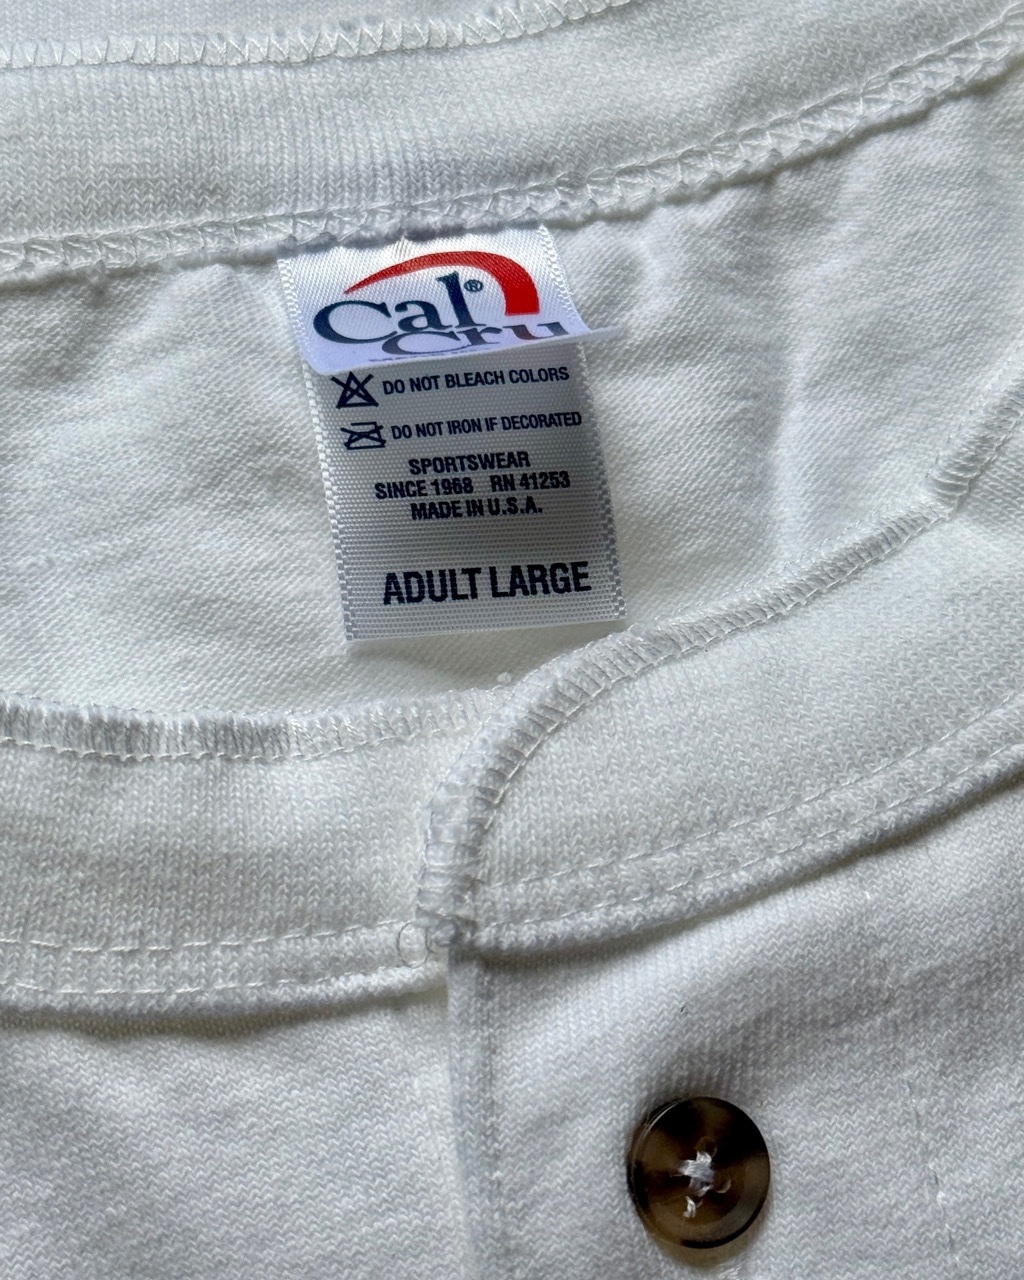 Cal®
Cru
DO NOT BLEACH COLORS
DO NOT IRON IF DECORATED
SPORTSWEAR
SINCE 1968 RN 41253
MADE IN U.S.A.
ADULT LARGE